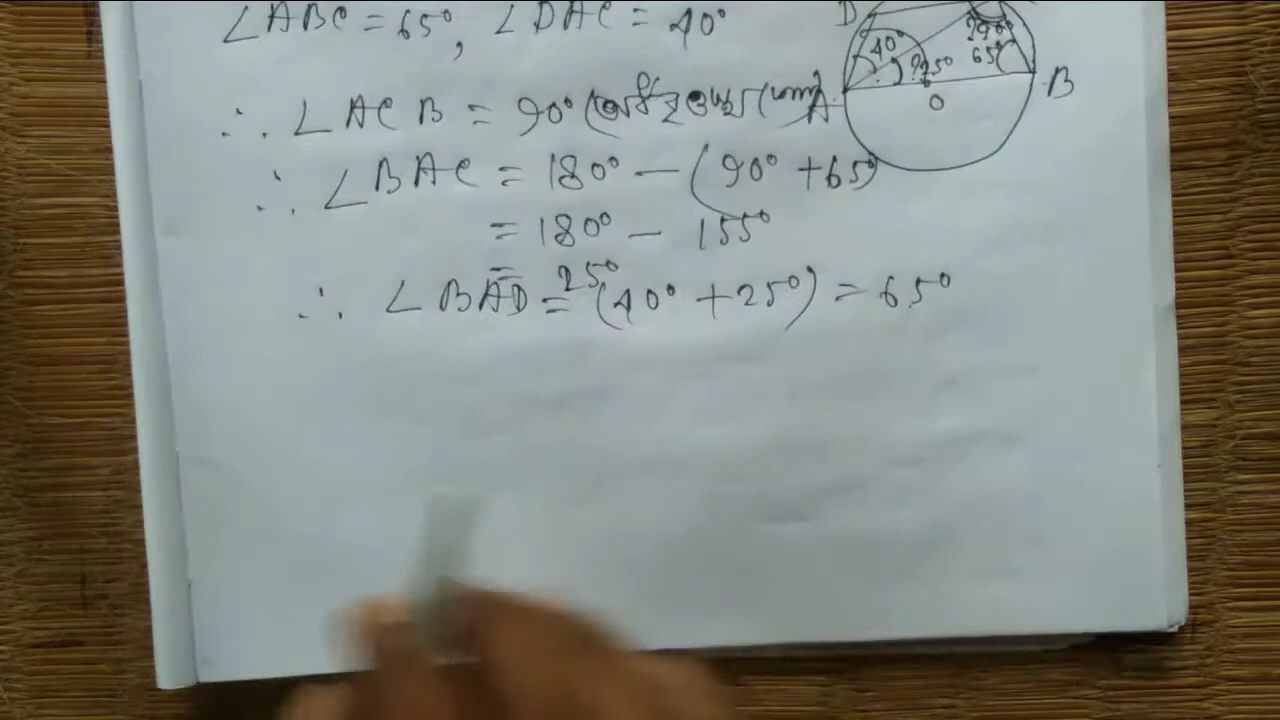 ∠ABC = 65°, ∠DAC = 40°
∴ ∠ACB = 90° (
∴ ∠BAC = 180° — (90° + 65°)
= 180° — 155°
= 25°
∴ ∠BAD = (40° + 25°) = 65°
D
40°
65°
25°
A
B
O